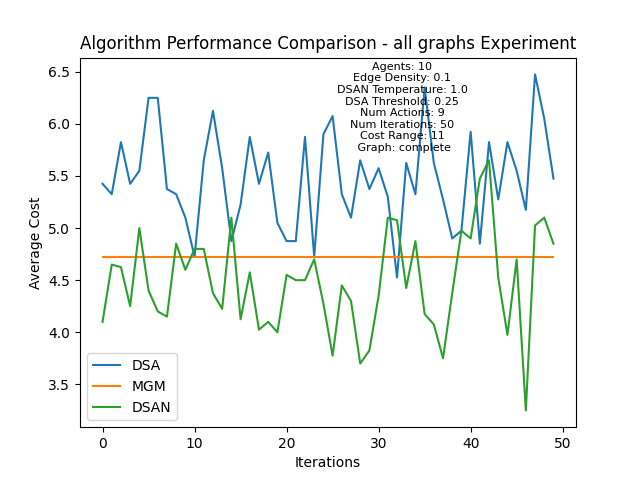 Algorithm Performance Comparison - all graphs Experiment
Agents: 10
Edge Density: 0.1
DSAN Temperature: 1.0
DSA Threshold: 0.25
Num Actions: 9
Num Iterations: 50
Cost Range: 11
Graph: complete
6.5
6.0
5.5
5.0
4.5
4.0
3.5
Average Cost
DSA
MGM
DSAN
0 10 20 30 40 50
Iterations